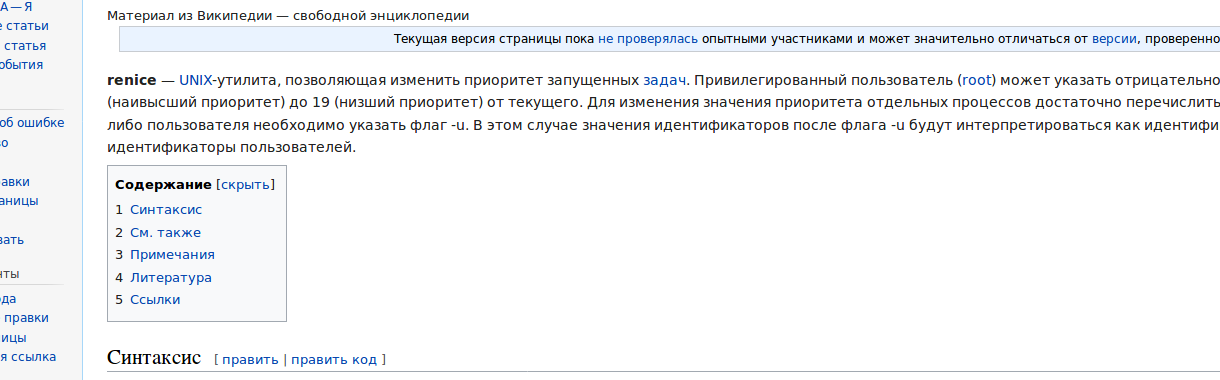 А — Я
е статьи
статья
обытия
об ошибке
о
авки
аницы
вать
нты
ода
правки
ицы
я ссылка
Материал из Википедии — свободной энциклопедии
Текущая версия страницы пока не проверялась опытными участниками и может значительно отличаться от версии, проверенно
renice — UNIX-утилита, позволяющая изменить приоритет запущенных задач. Привилегированный пользователь (root) может указать отрицательно
(наивысший приоритет) до 19 (низший приоритет) от текущего. Для изменения значения приоритета отдельных процессов достаточно перечислить
либо пользователя необходимо указать флаг -u. В этом случае значения идентификаторов после флага -u будут интерпретироваться как идентифи
идентификаторы пользователей.
Содержание [скрыть]
1 Синтаксис
2 См. также
3 Примечания
4 Литература
5 Ссылки
Синтаксис [ править | править код ]